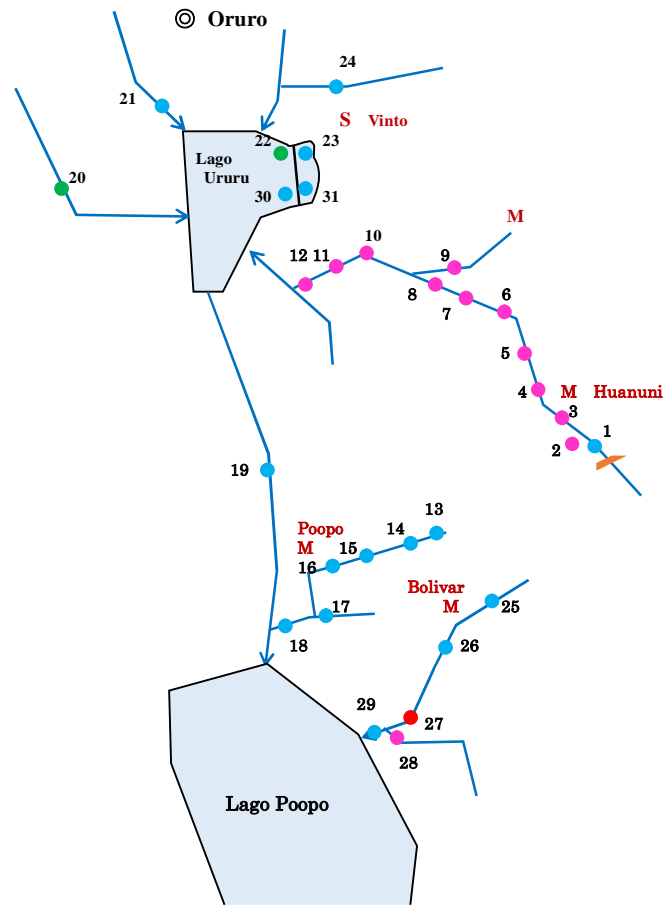 Oruro
24
21
S Vinto
22 23
Lago
Ururu
20
30 31
M
10
12 11 9
8
7 6
5
4 M Huanuni
3
1
2
19
13
Poopo
M
14
15
16
Bolivar
M
25
17
18
26
29
27
28
Lago Poopo